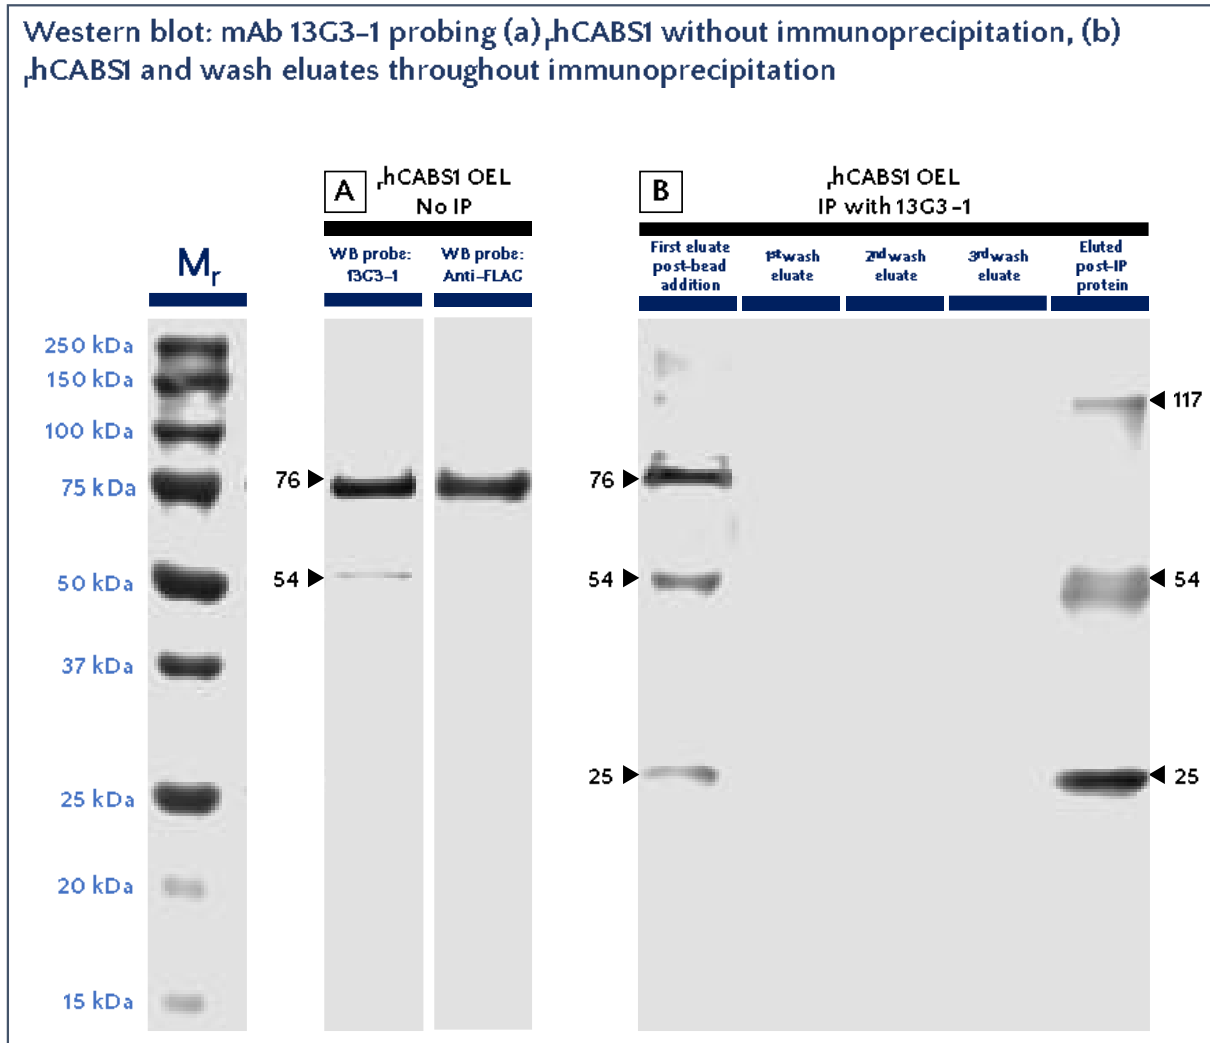 Western blot: mAb 13G3-1 probing (a) rhCABS1 without immunoprecipitation, (b)
rhCABS1 and wash eluates throughout immunoprecipitation
A
rhCABS1 OEL
No IP
B
rhCABS1 OEL
IP with 13G3-1
Mr
WB probe:
13G3-1
WB probe:
Anti-FLAG
First eluate
post-bead
addition
1st wash
eluate
2nd wash
eluate
3rd wash
eluate
Eluted
post-IP
protein
250 kDa
150 kDa
100 kDa
75 kDa
50 kDa
37 kDa
25 kDa
20 kDa
15 kDa
76
54
76
54
25
117
54
25